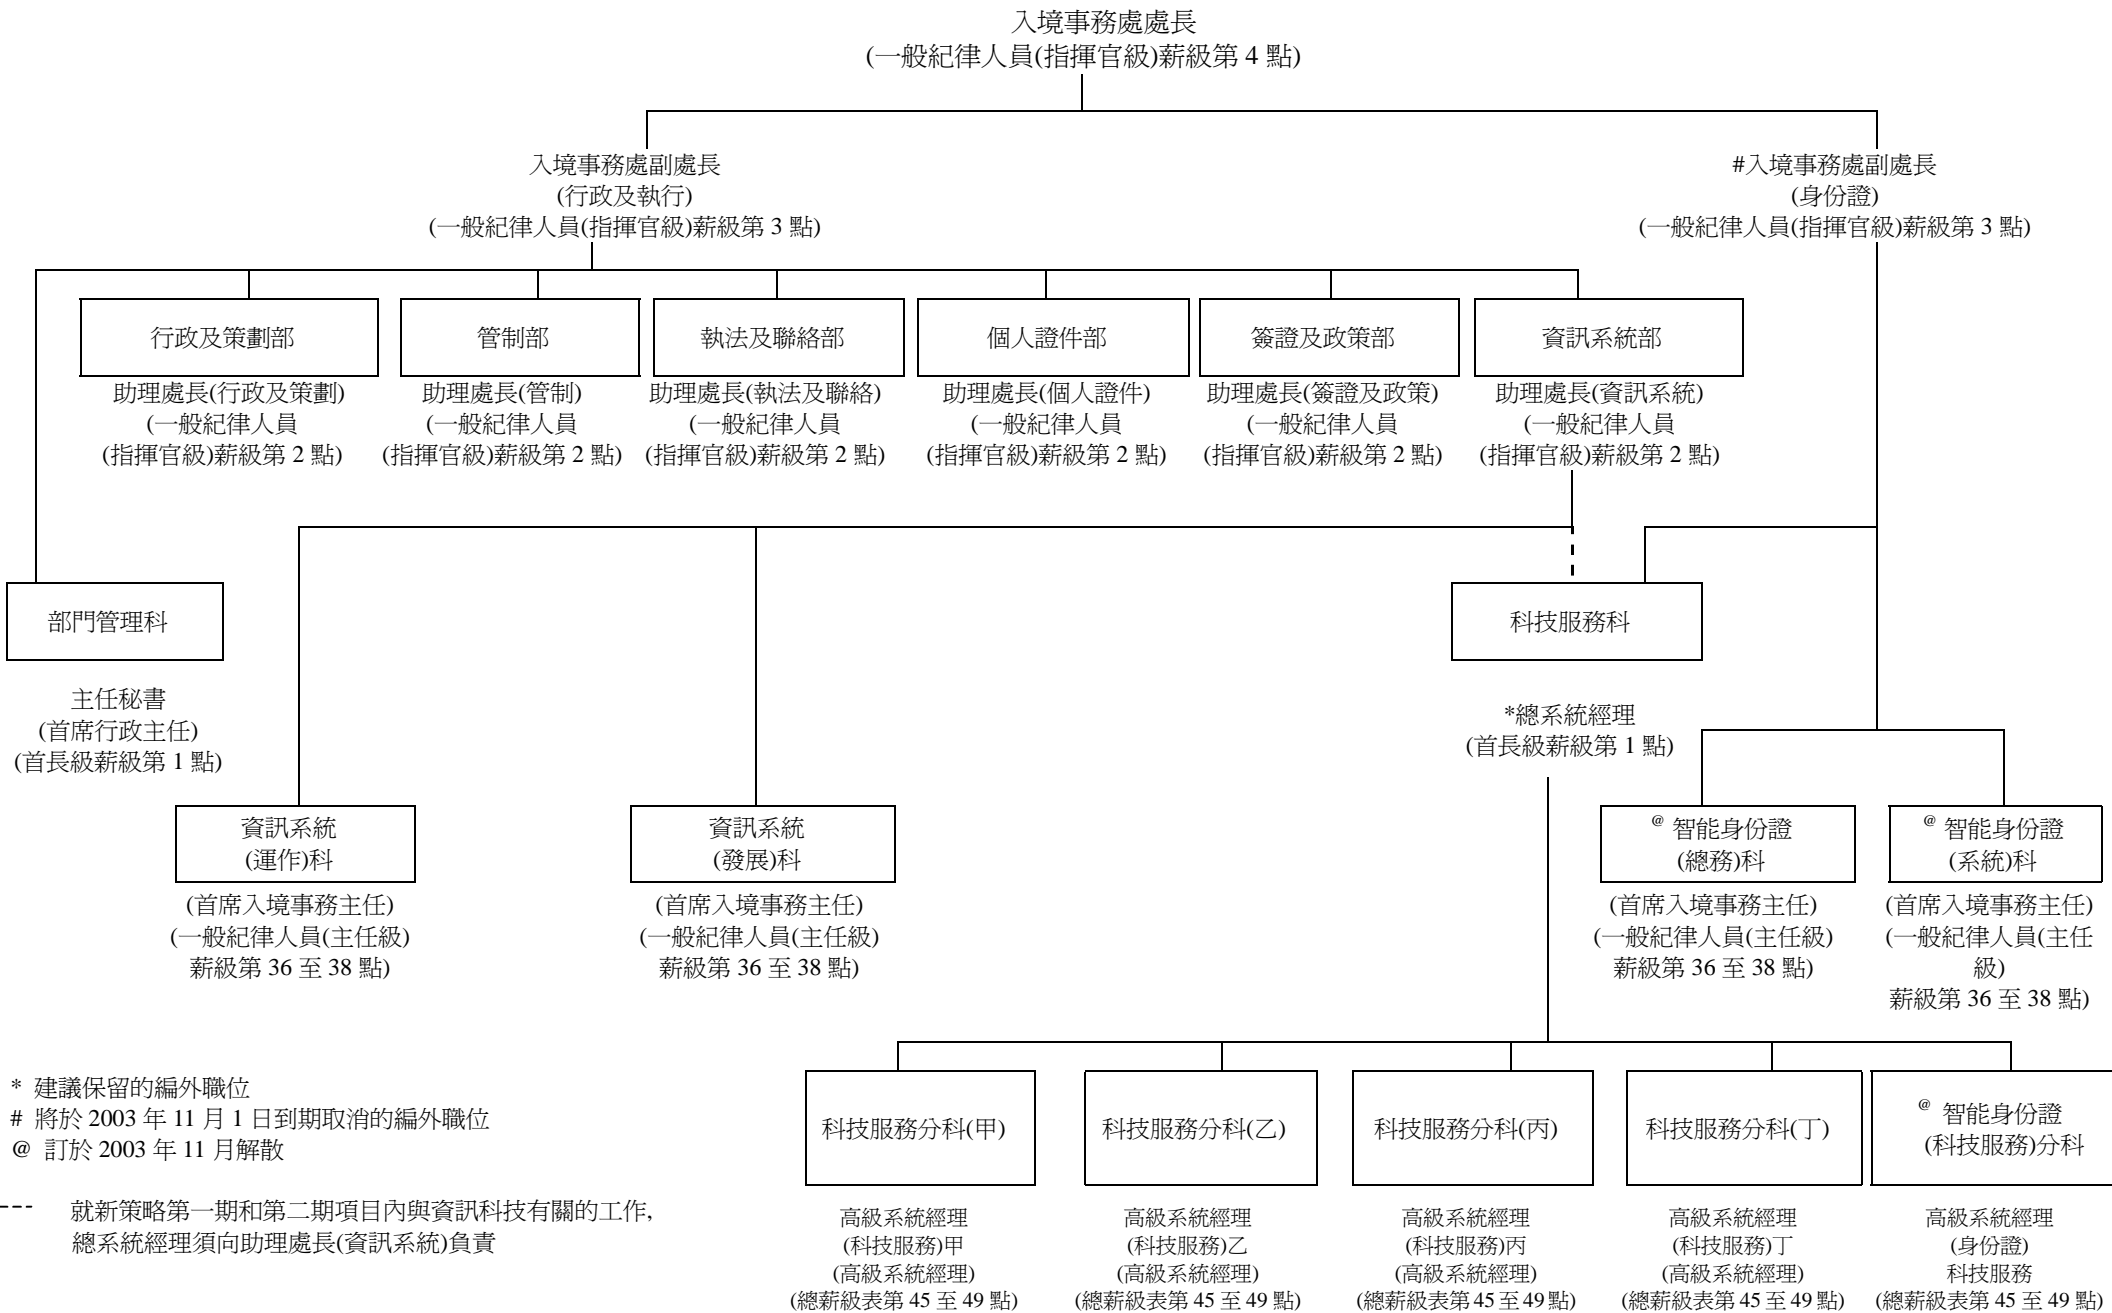 入境事務處處長
(一般紀律人員(指揮官級)薪級第 4 點)
入境事務處副處長
(行政及執行)
(一般紀律人員(指揮官級)薪級第 3 點)
#入境事務處副處長
(身份證)
(一般紀律人員(指揮官級)薪級第 3 點)
行政及策劃部
助理處長(行政及策劃)
(一般紀律人員
(指揮官級)薪級第 2 點)
管制部
助理處長(管制)
(一般紀律人員
(指揮官級)薪級第 2 點)
執法及聯絡部
助理處長(執法及聯絡)
(一般紀律人員
(指揮官級)薪級第 2 點)
個人證件部
助理處長(個人證件)
(一般紀律人員
(指揮官級)薪級第 2 點)
簽證及政策部
助理處長(簽證及政策)
(一般紀律人員
(指揮官級)薪級第 2 點)
資訊系統部
助理處長(資訊系統)
(一般紀律人員
(指揮官級)薪級第 2 點)
部門管理科
主任秘書
(首席行政主任)
(首長級薪級第 1 點)
科技服務科
*總系統經理
(首長級薪級第 1 點)
資訊系統
(運作)科
(首席入境事務主任)
(一般紀律人員(主任級)
薪級第 36 至 38 點)
資訊系統
(發展)科
(首席入境事務主任)
(一般紀律人員(主任級)
薪級第 36 至 38 點)
@ 智能身份證
(總務)科
(首席入境事務主任)
(一般紀律人員(主任級)
薪級第 36 至 38 點)
@ 智能身份證
(系統)科
(首席入境事務主任)
(一般紀律人員(主任
級)
薪級第 36 至 38 點)
科技服務分科(甲)
高級系統經理
(科技服務)甲
(高級系統經理)
(總薪級表第 45 至 49 點)
科技服務分科(乙)
高級系統經理
(科技服務)乙
(高級系統經理)
(總薪級表第 45 至 49 點)
科技服務分科(丙)
高級系統經理
(科技服務)丙
(高級系統經理)
(總薪級表第 45 至 49 點)
科技服務分科(丁)
高級系統經理
(科技服務)丁
(高級系統經理)
(總薪級表第 45 至 49 點)
@ 智能身份證
(科技服務)分科
高級系統經理
(身份證)
科技服務
(總薪級表第 45 至 49 點)
* 建議保留的編外職位
# 將於 2003 年 11 月 1 日到期取消的編外職位
@ 訂於 2003 年 11 月解散
--- 就新策略第一期和第二期項目內與資訊科技有關的工作,
總系統經理須向助理處長(資訊系統)負責